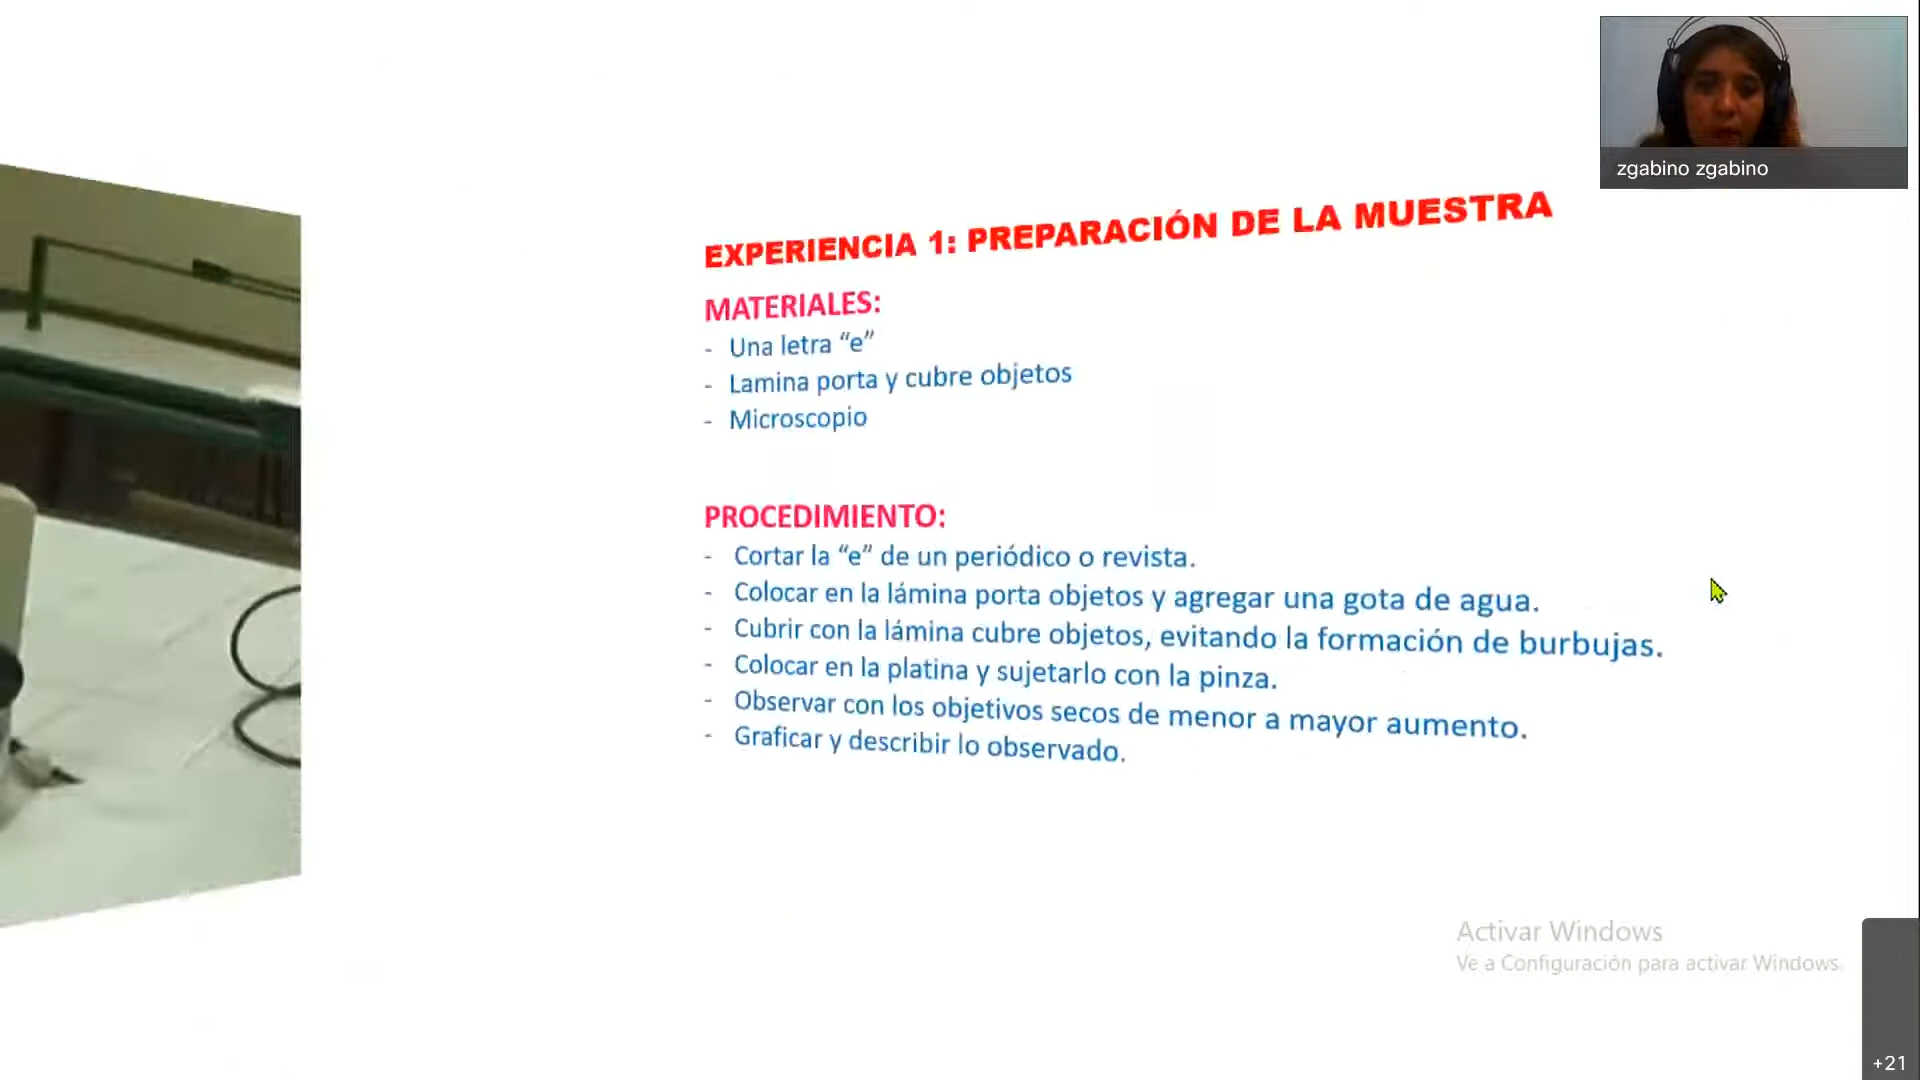 zgabino zgabino
EXPERIENCIA 1: PREPARACIÓN DE LA MUESTRA
MATERIALES:
- Una letra “e”
- Lamina porta y cubre objetos
- Microscopio
PROCEDIMIENTO:
- Cortar la “e” de un periódico o revista.
- Colocar en la lámina porta objetos y agregar una gota de agua.
- Cubrir con la lámina cubre objetos, evitando la formación de burbujas.
- Colocar en la platina y sujetarlo con la pinza.
- Observar con los objetivos secos de menor a mayor aumento.
- Graficar y describir lo observado.
Activar Windows
Ve a Configuración para activar Windows.
+21